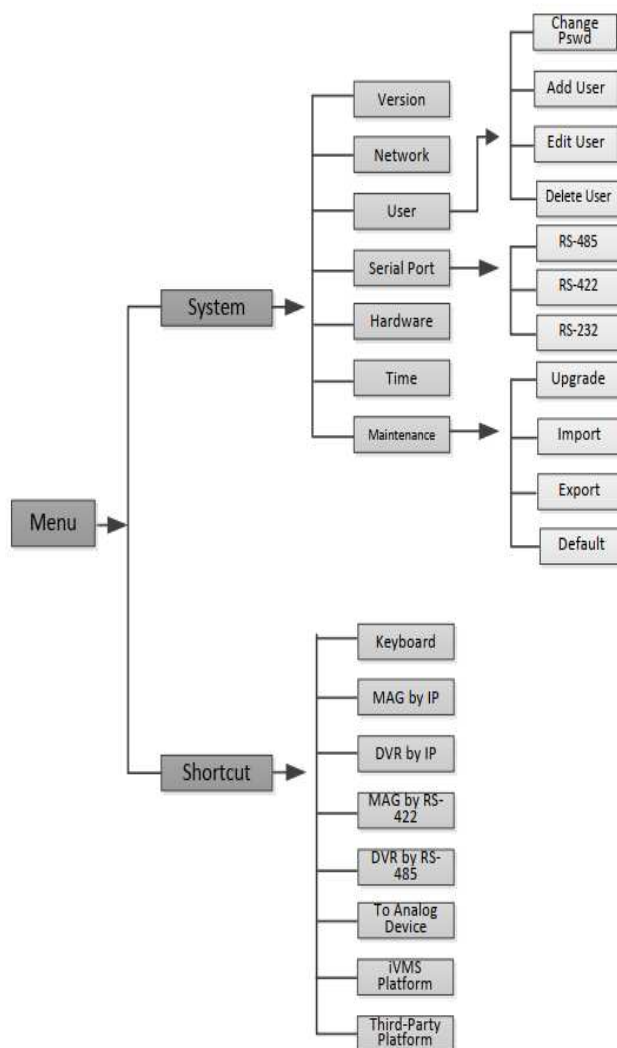 Menu
System
Version
Network
User
Change
Pswd
Add User
Edit User
Delete User
Serial Port
RS-485
RS-422
RS-232
Hardware
Time
Maintenance
Upgrade
Import
Export
Default
Shortcut
Keyboard
MAG by IP
DVR by IP
MAG by RS-
422
DVR by RS-
485
To Analog
Device
iVMS
Platform
Third-Party
Platform